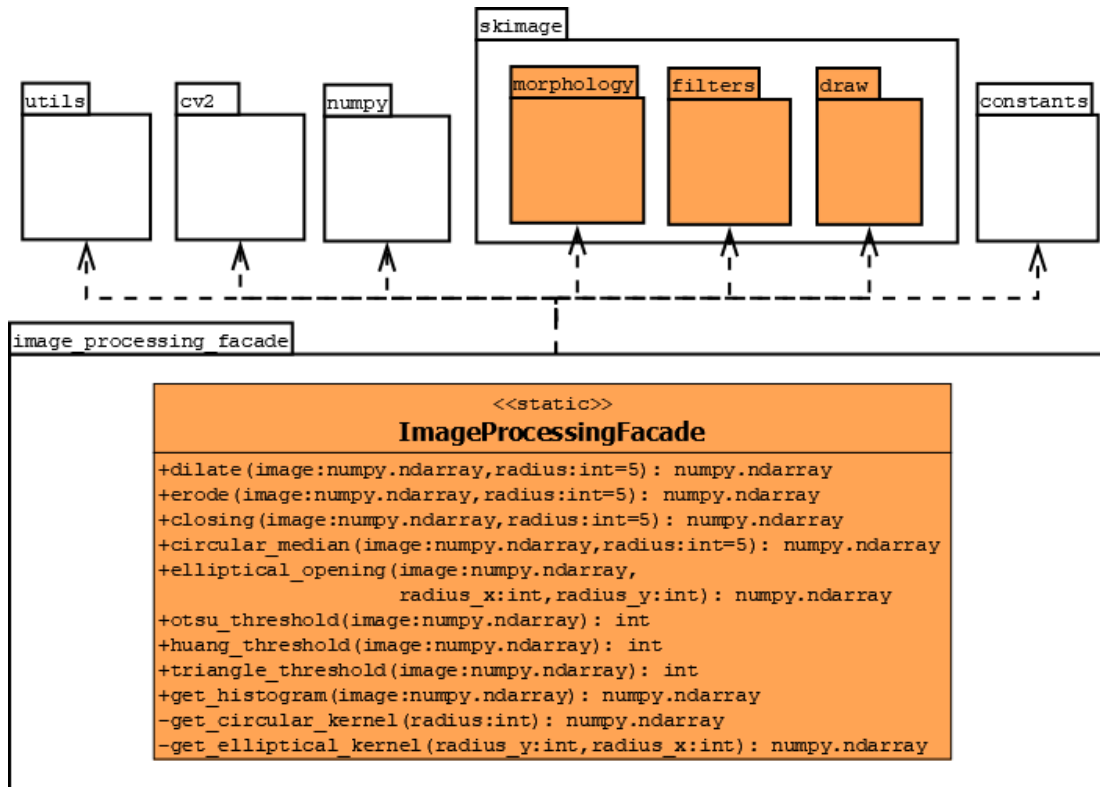 skimage
utils
cv2
numpy
morphology
filters
draw
constants
image_processing_facade
<<static>>
ImageProcessingFacade
+dilate(image:numpy.ndarray,radius:int=5): numpy.ndarray
+erode(image:numpy.ndarray,radius:int=5): numpy.ndarray
+closing(image:numpy.ndarray,radius:int=5): numpy.ndarray
+circular_median(image:numpy.ndarray,radius:int=5): numpy.ndarray
+elliptical_opening(image:numpy.ndarray,
radius_x:int,radius_y:int): numpy.ndarray
+otsu_threshold(image:numpy.ndarray): int
+huang_threshold(image:numpy.ndarray): int
+triangle_threshold(image:numpy.ndarray): int
+get_histogram(image:numpy.ndarray): numpy.ndarray
-get_circular_kernel(radius:int): numpy.ndarray
-get_elliptical_kernel(radius_y:int,radius_x:int): numpy.ndarray